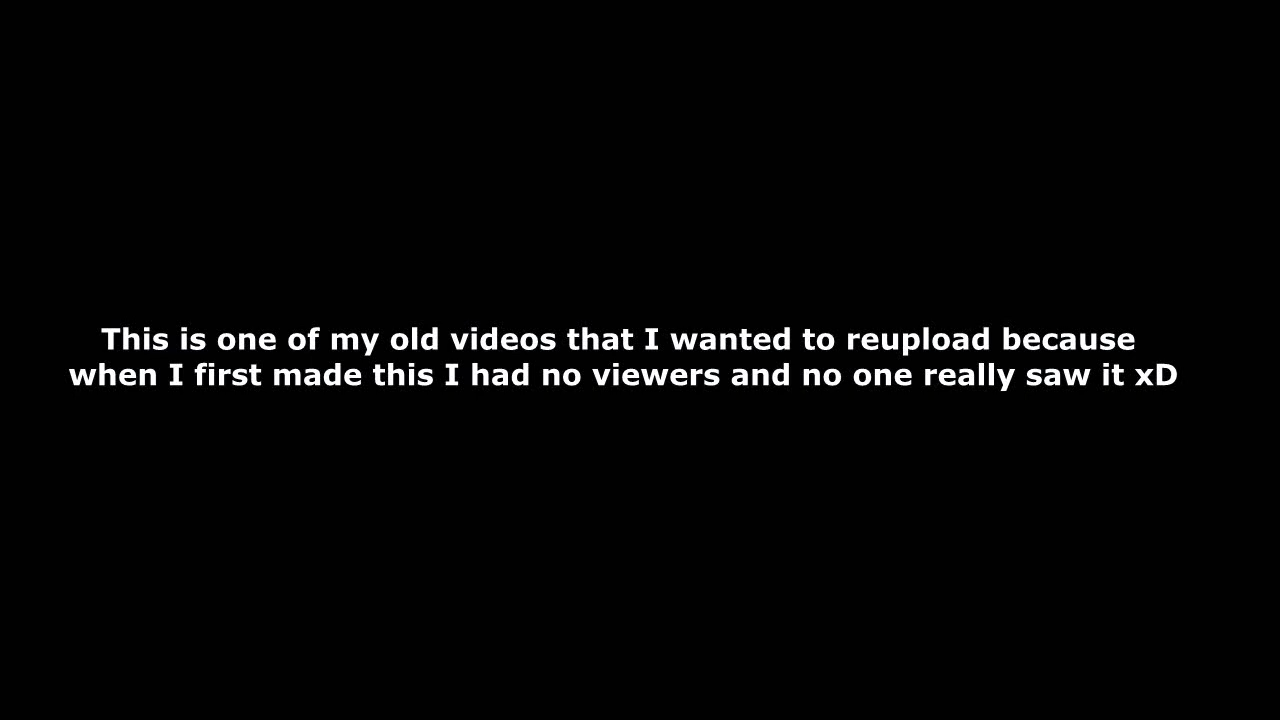 This is one of my old videos that I wanted to reupload because
when I first made this I had no viewers and no one really saw it xD